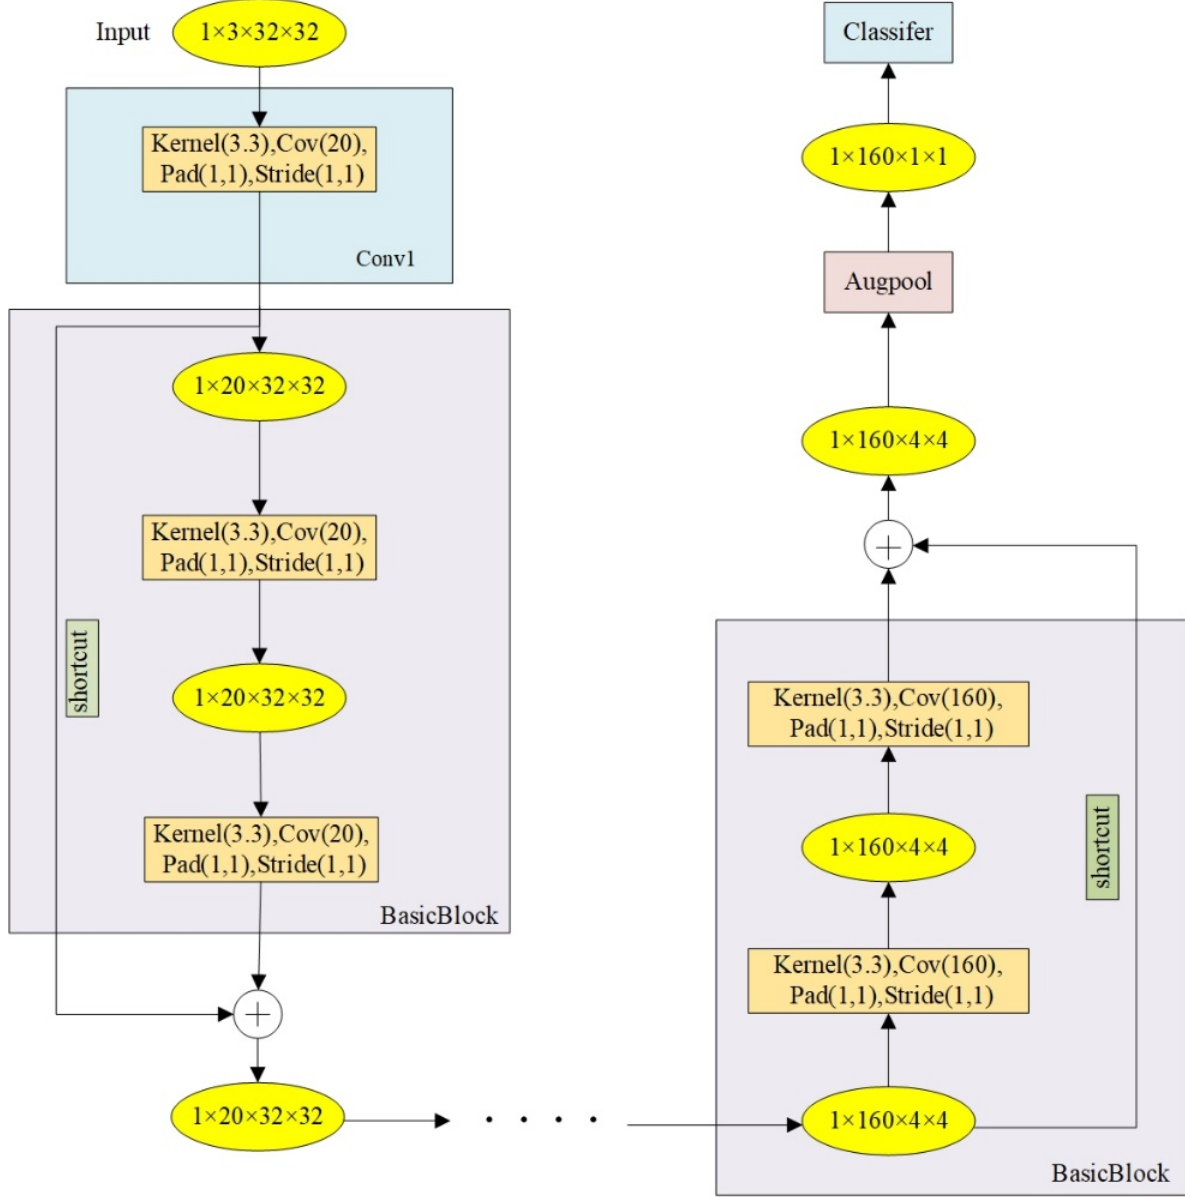 Input
1×3×32×32
Kernel(3.3),Cov(20),
Pad(1,1),Stride(1,1)
Conv1
1×20×32×32
Kernel(3.3),Cov(20),
Pad(1,1),Stride(1,1)
shortcut
1×20×32×32
Kernel(3.3),Cov(20),
Pad(1,1),Stride(1,1)
BasicBlock
1×20×32×32
. . . .
1×160×4×4
BasicBlock
Kernel(3.3),Cov(160),
Pad(1,1),Stride(1,1)
1×160×4×4
shortcut
Kernel(3.3),Cov(160),
Pad(1,1),Stride(1,1)
1×160×4×4
Augpool
1×160×1×1
Classifer